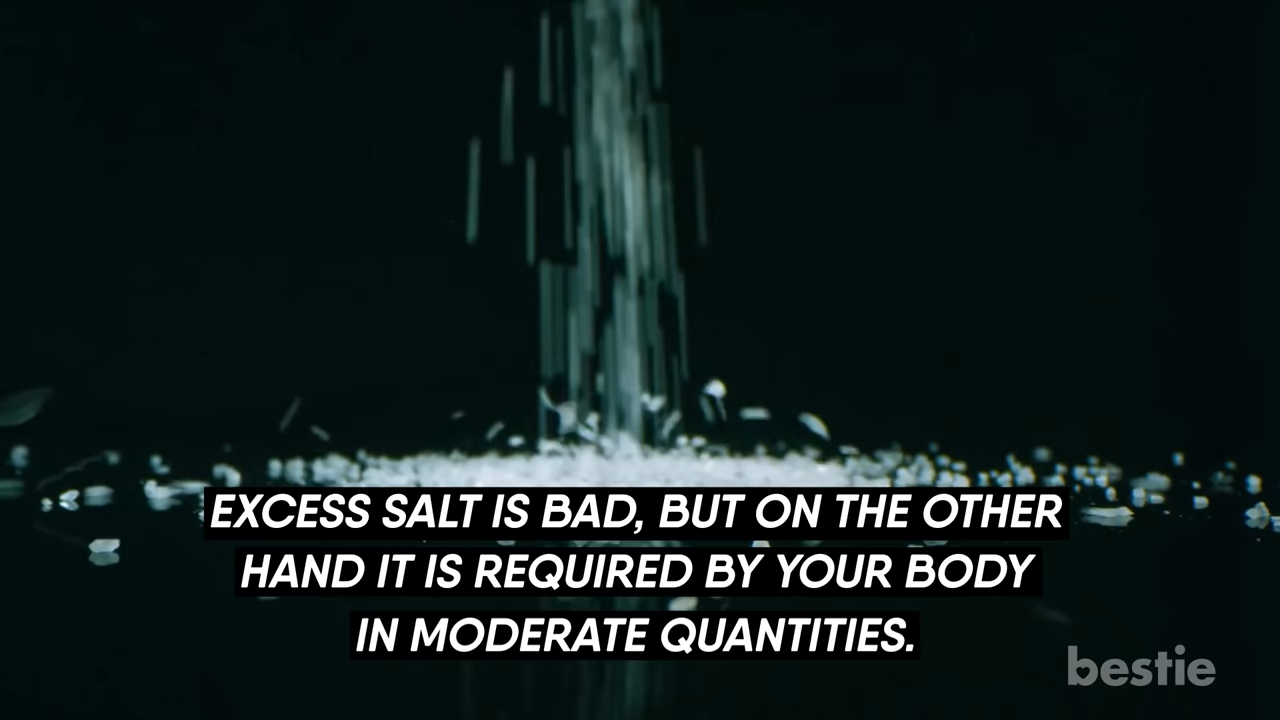 EXCESS SALT IS BAD, BUT ON THE OTHER
HAND IT IS REQUIRED BY YOUR BODY
IN MODERATE QUANTITIES.
bestie